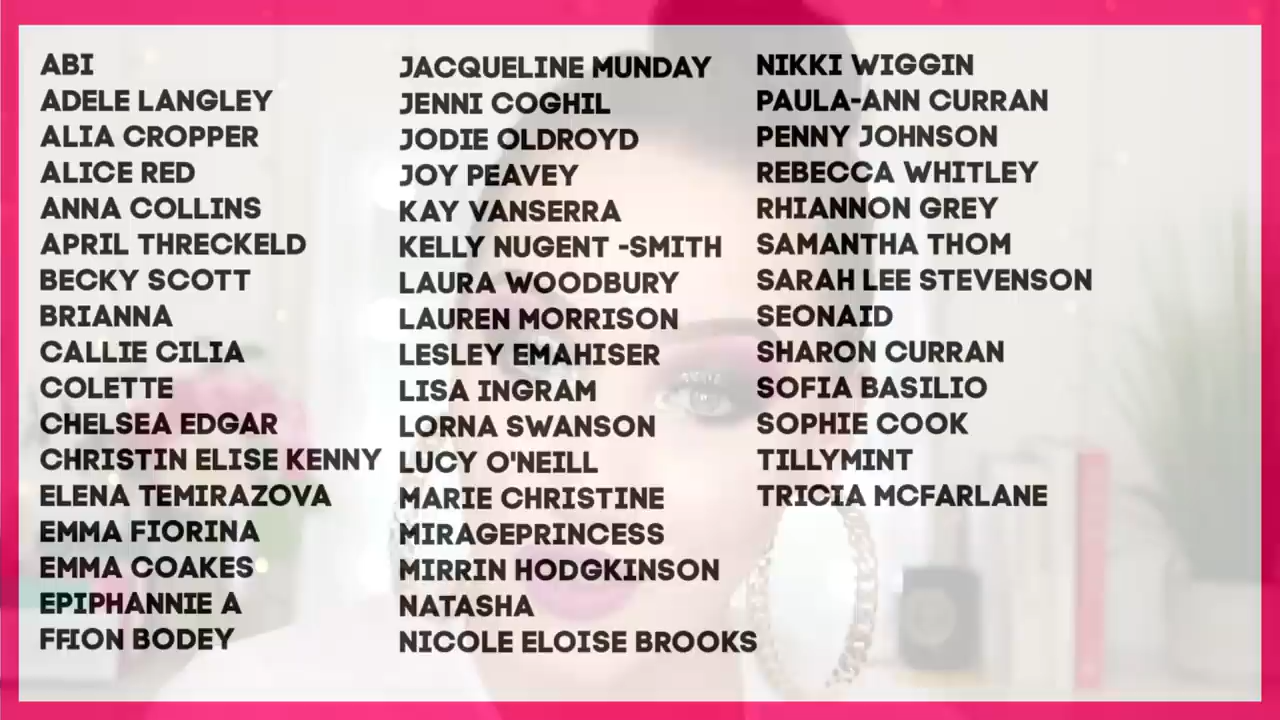 ABI
ADELE LANGLEY
ALIA CROPPER
ALICE RED
ANNA COLLINS
APRIL THRECKELD
BECKY SCOTT
BRIANNA
CALLIE CILIA
COLETTE
CHELSEA EDGAR
CHRISTIN ELISE KENNY
ELENA TEMIRAZOVA
EMMA FIORINA
EMMA COAKES
EPIPHANNIE A
FFION BODEY
JACQUELINE MUNDAY
JENNI COGHIL
JODIE OLDROYD
JOY PEAVEY
KAY VANSERRA
KELLY NUGENT -SMITH
LAURA WOODBURY
LAUREN MORRISON
LESLEY EMAHISER
LISA INGRAM
LORNA SWANSON
LUCY O'NEILL
MARIE CHRISTINE
MIRAGEPRINCESS
MIRRIN HODGKINSON
NATASHA
NICOLE ELOISE BROOKS
NIKKI WIGGIN
PAULA-ANN CURRAN
PENNY JOHNSON
REBECCA WHITLEY
RHIANNON GREY
SAMANTHA THOM
SARAH LEE STEVENSON
SEONAID
SHARON CURRAN
SOFIA BASILIO
SOPHIE COOK
TILLYMINT
TRICIA MCFARLANE